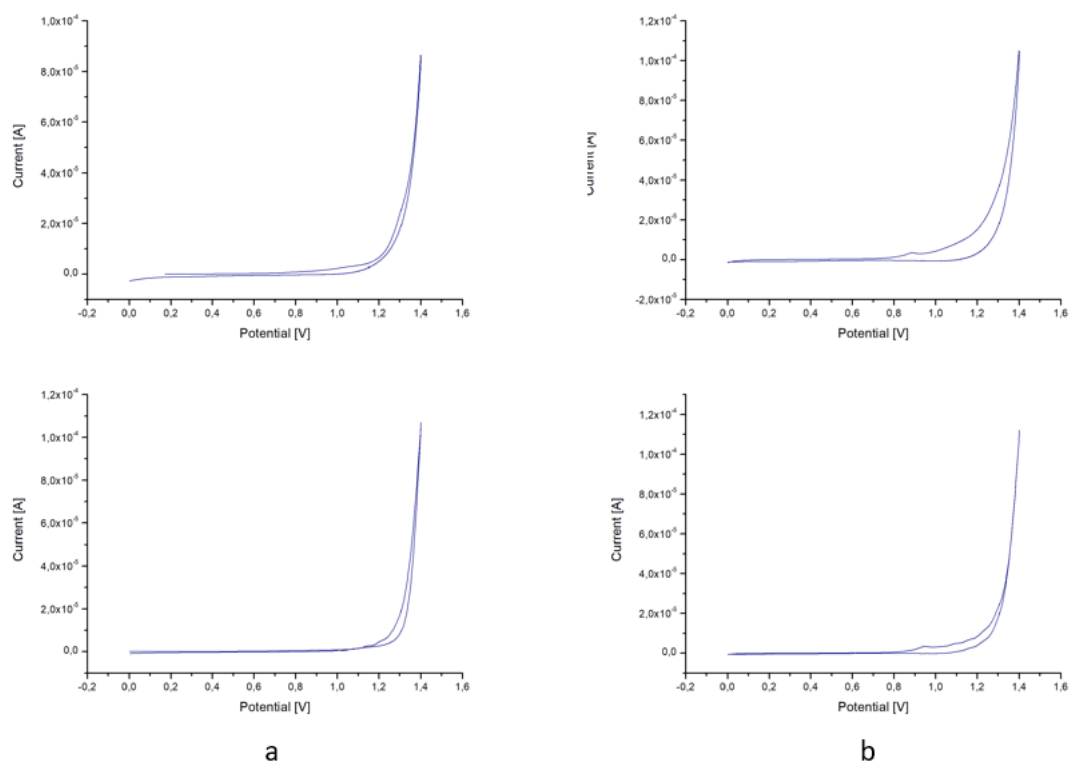 1,0x10⁻⁴
8,0x10⁻⁵
6,0x10⁻⁵
4,0x10⁻⁵
2,0x10⁻⁵
0,0
Current [A]
-0,2 0,0 0,2 0,4 0,6 0,8 1,0 1,2 1,4 1,6
Potential [V]
1,2x10⁻⁴
1,0x10⁻⁴
8,0x10⁻⁵
6,0x10⁻⁵
4,0x10⁻⁵
2,0x10⁻⁵
0,0
-2,0x10⁻⁵
-0,2 0,0 0,2 0,4 0,6 0,8 1,0 1,2 1,4 1,6
Potential [V]
1,2x10⁻⁴
1,0x10⁻⁴
8,0x10⁻⁵
6,0x10⁻⁵
4,0x10⁻⁵
2,0x10⁻⁵
0,0
Current [A]
-0,2 0,0 0,2 0,4 0,6 0,8 1,0 1,2 1,4 1,6
Potential [V]
1,2x10⁻⁴
1,0x10⁻⁴
8,0x10⁻⁵
6,0x10⁻⁵
4,0x10⁻⁵
2,0x10⁻⁵
0,0
Current [A]
-0,2 0,0 0,2 0,4 0,6 0,8 1,0 1,2 1,4 1,6
Potential [V]
a
b